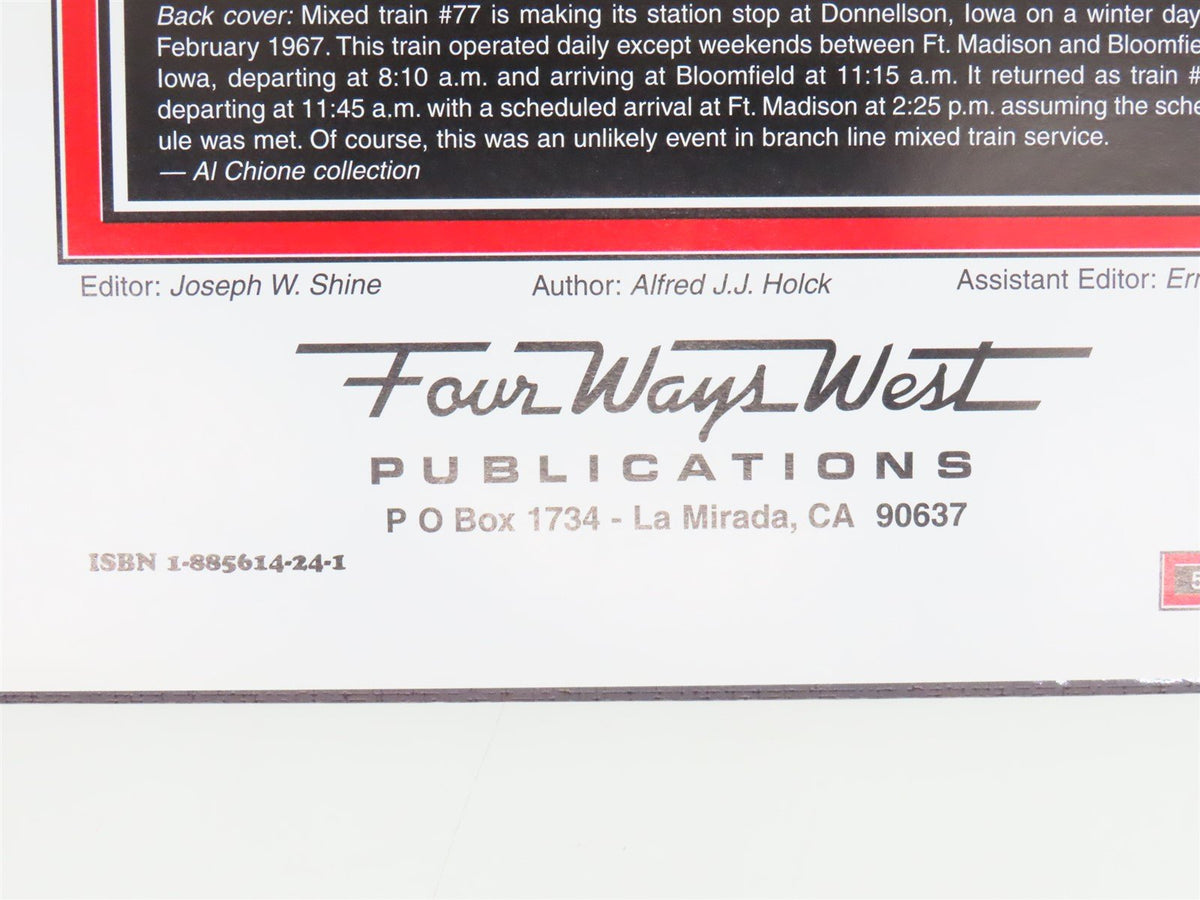 Back cover: Mixed train #77 is making its station stop at Donnellson, Iowa on a winter day
February 1967. This train operated daily except weekends between Ft. Madison and Bloomfie
Iowa, departing at 8:10 a.m. and arriving at Bloomfield at 11:15 a.m. It returned as train #
departing at 11:45 a.m. with a scheduled arrival at Ft. Madison at 2:25 p.m. assuming the sche
ule was met. Of course, this was an unlikely event in branch line mixed train service.
— Al Chione collection
Editor: Joseph W. Shine Author: Alfred J.J. Holck Assistant Editor: Err
Four Ways West
PUBLICATIONS
P O Box 1734 - La Mirada, CA 90637
ISBN 1-885614-24-1
5